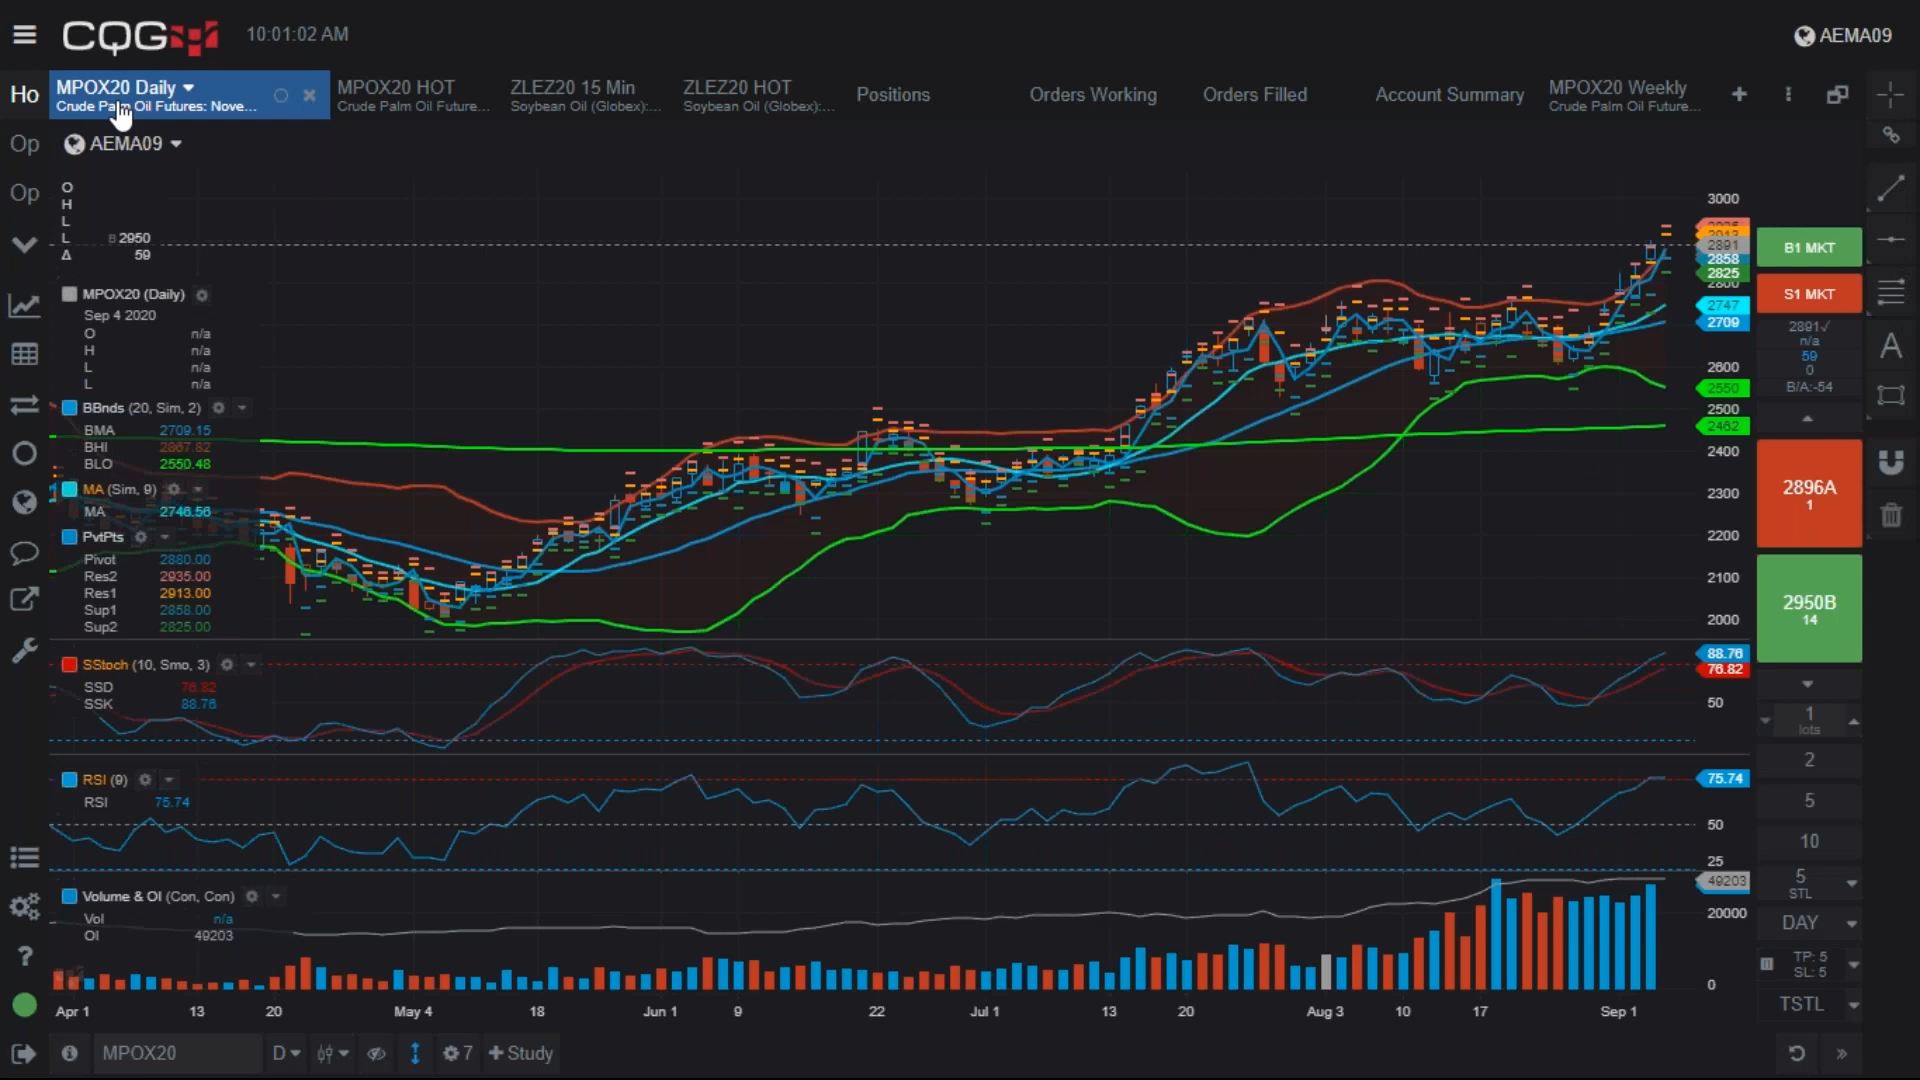 CQG 10:01:02 AM AEMA09
Ho MPOX20 Daily MPOX20 HOT ZLEZ20 15 Min ZLEZ20 HOT Positions Orders Working Orders Filled Account Summary MPOX20 Weekly
Crude Palm Oil Futures: Nove... Crude Palm Oil Future... Soybean Oil (Globex):... Soybean Oil (Globex):... Crude Palm Oil Future...
Op AEMA09
Op
O
H
L
L B 2950
Δ 59
MPOX20 (Daily)
Sep 4 2020
O n/a
H n/a
L n/a
L n/a
BBnds (20, Sim, 2)
BMA 2709.15
BHI 2867.82
BLO 2550.48
MA (Sim, 9)
MA 2746.56
PvtPts
Pivot 2880.00
Res2 2935.00
Res1 2913.00
Sup1 2858.00
Sup2 2825.00
3000
2913
2891
2858
2825
2800
2747
2709
2600
2550
2500
2462
2400
2300
2200
2100
2000
SStoch (10, Smo, 3)
SSD 76.82
SSK 88.76
88.76
76.82
50
RSI (9)
RSI 75.74
75.74
50
25
Volume & OI (Con, Con)
Vol n/a
OI 49203
49203
20000
0
Apr 1 13 20 May 4 18 Jun 1 9 22 Jul 1 13 20 Aug 3 10 17 Sep 1
MPOX20 D 7 + Study
B1 MKT
S1 MKT
2891✓
n/a
59
0
B/A:-54
2896A
1
2950B
14
1
lots
2
5
10
5
STL
DAY
TP: 5
SL: 5
TSTL
A
?